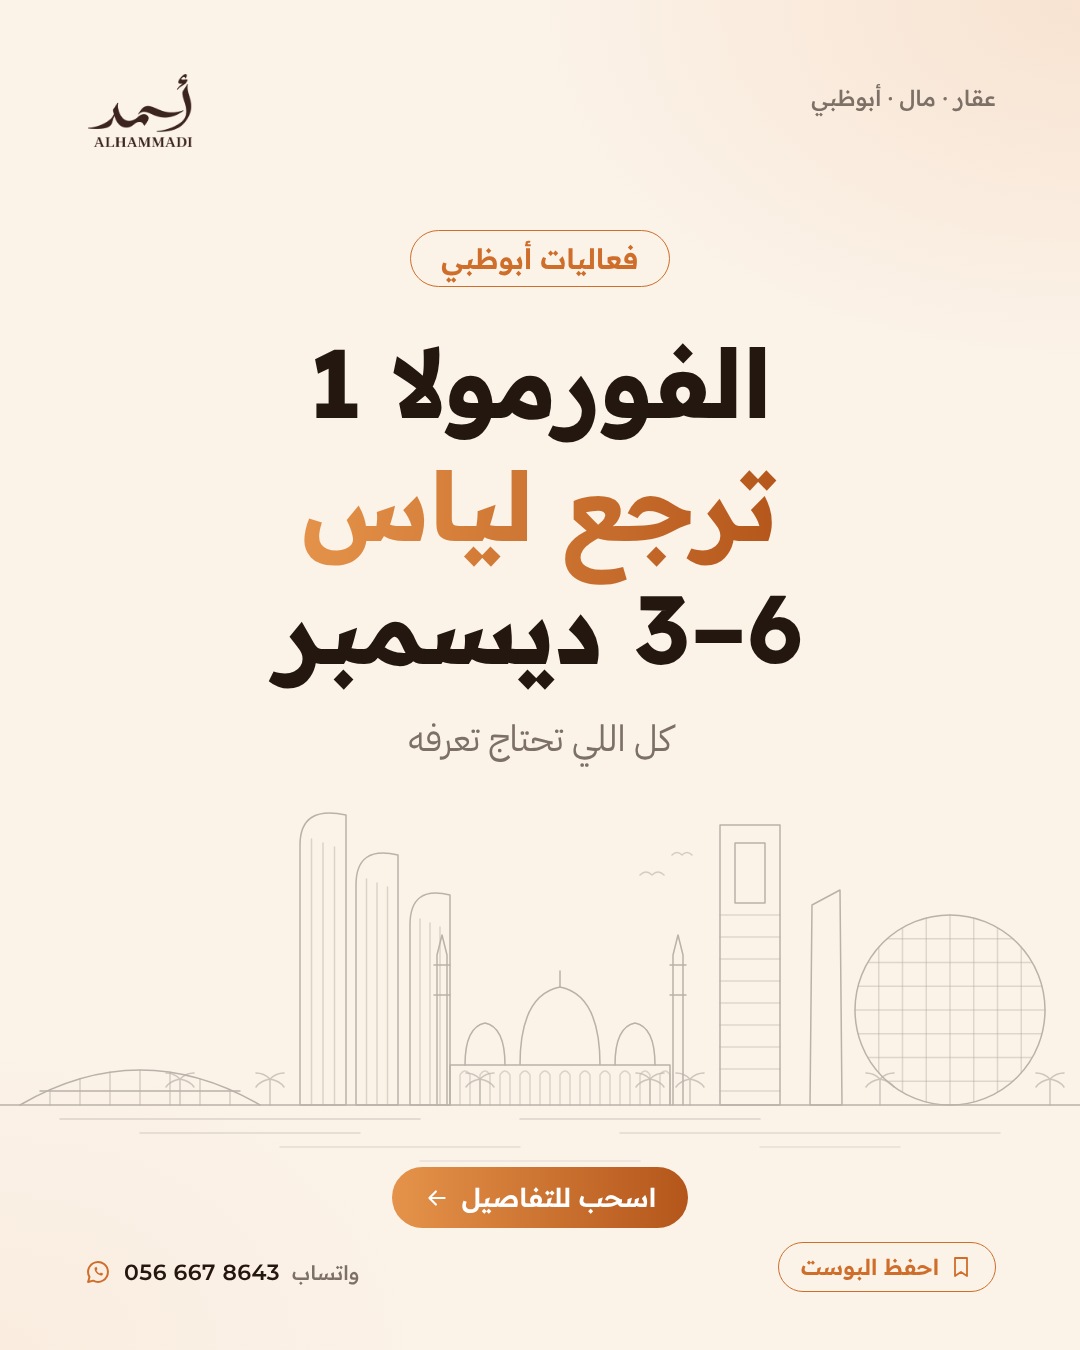 عقار · مال · أبوظبي
أحمد
ALHAMMADI
فعاليات أبوظبي
الفورمولا 1
ترجع لياس
3–6 ديسمبر
كل اللي تحتاج تعرفه
اسحب للتفاصيل ←
احفظ البوست
واتساب 056 667 8643